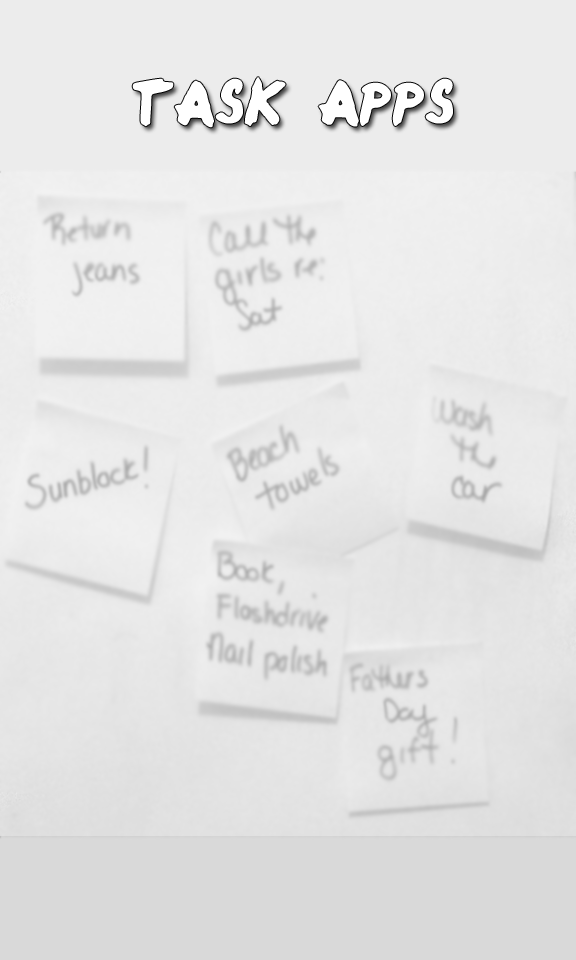 TASK APPS
Return
jeans
Call the
girls re:
Sat
Sunblock!
Beach
towels
Wash
the
car
Book,
Flashdrive
Nail polish
Fathers
Day
gift!